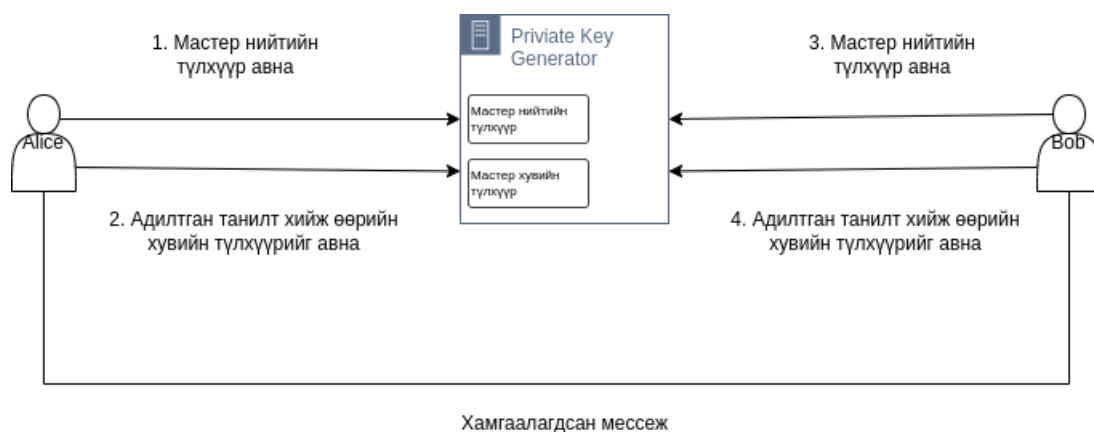 1. Мастер нийтийн
түлхүүр авна
Priviate Key
Generator
3. Мастер нийтийн
түлхүүр авна
Мастер нийтийн
түлхүүр
Alice
Bob
Мастер хувийн
түлхүүр
2. Адилтган танилт хийж өөрийн
хувийн түлхүүрийг авна
4. Адилтган танилт хийж өөрийн
хувийн түлхүүрийг авна
Хамгаалагдсан мессеж